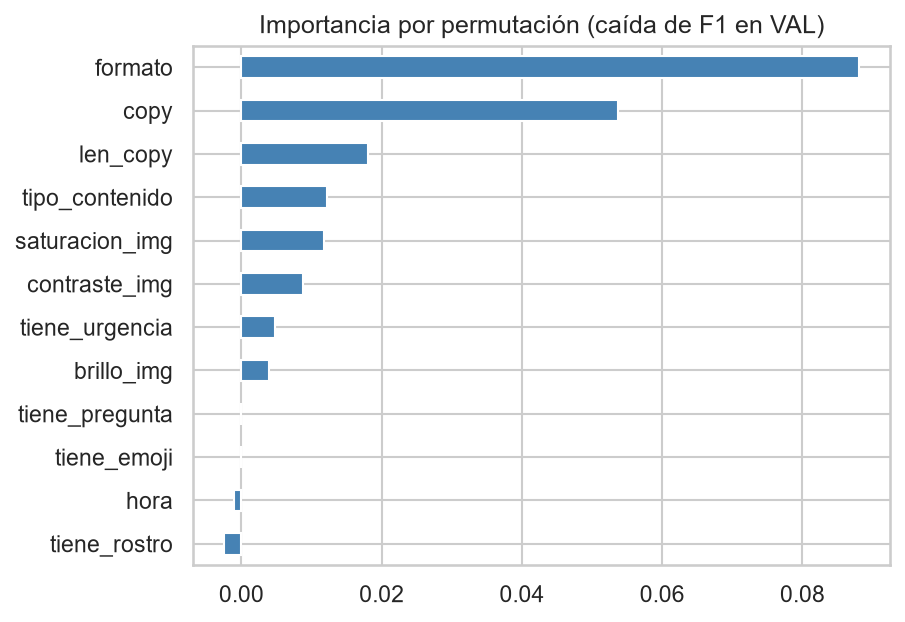 Importancia por permutación (caída de F1 en VAL)
formato
copy
len_copy
tipo_contenido
saturacion_img
contraste_img
tiene_urgencia
brillo_img
tiene_pregunta
tiene_emoji
hora
tiene_rostro
0.00 0.02 0.04 0.06 0.08